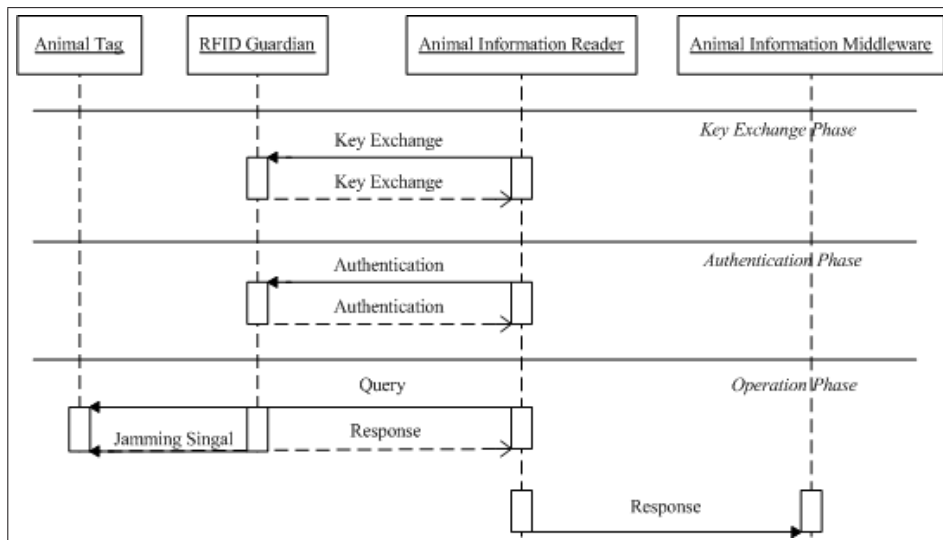 Animal Tag
RFID Guardian
Animal Information Reader
Animal Information Middleware
Key Exchange Phase
Key Exchange
Key Exchange
Authentication Phase
Authentication
Authentication
Operation Phase
Query
Jamming Singal
Response
Response